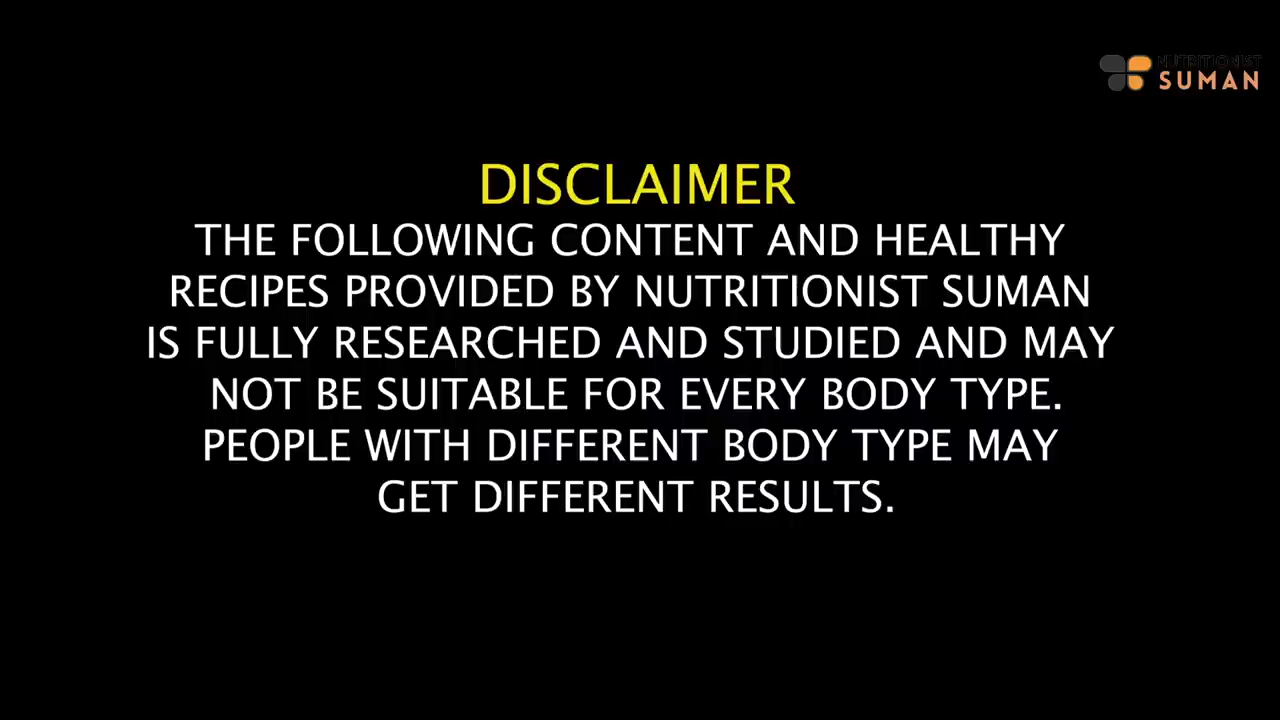 NUTRITIONIST
SUMAN
DISCLAIMER
THE FOLLOWING CONTENT AND HEALTHY
RECIPES PROVIDED BY NUTRITIONIST SUMAN
IS FULLY RESEARCHED AND STUDIED AND MAY
NOT BE SUITABLE FOR EVERY BODY TYPE.
PEOPLE WITH DIFFERENT BODY TYPE MAY
GET DIFFERENT RESULTS.